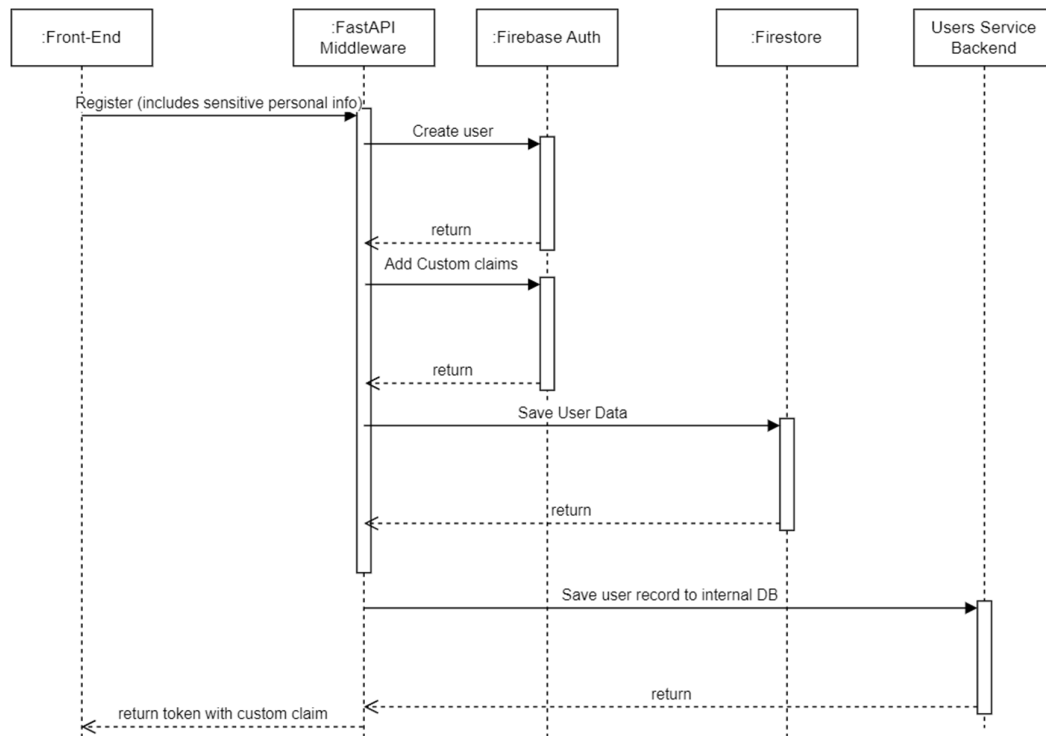 :Front-End
:FastAPI
Middleware
:Firebase Auth
:Firestore
Users Service
Backend
Register (includes sensitive personal info)
Create user
return
Add Custom claims
return
Save User Data
return
Save user record to internal DB
return
return token with custom claim